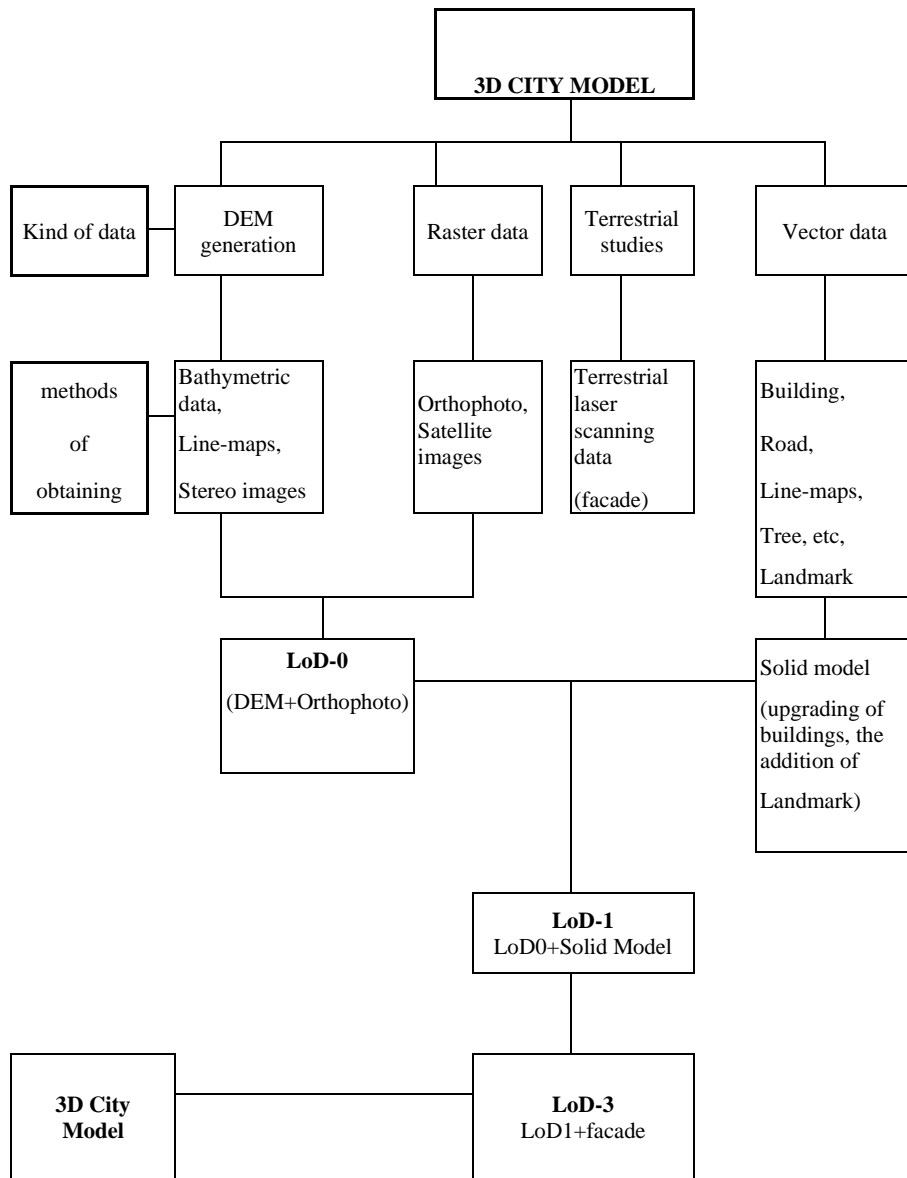 3D CITY MODEL
Kind of data
DEM
generation
Raster data
Terrestrial
studies
Vector data
methods
of
obtaining
Bathymetric
data,
Line-maps,
Stereo images
Orthophoto,
Satellite
images
Terrestrial
laser
scanning
data
(facade)
Building,
Road,
Line-maps,
Tree, etc,
Landmark
LoD-0
(DEM+Orthophoto)
Solid model
(upgrading of
buildings, the
addition of
Landmark)
LoD-1
LoD0+Solid Model
3D City
Model
LoD-3
LoD1+facade